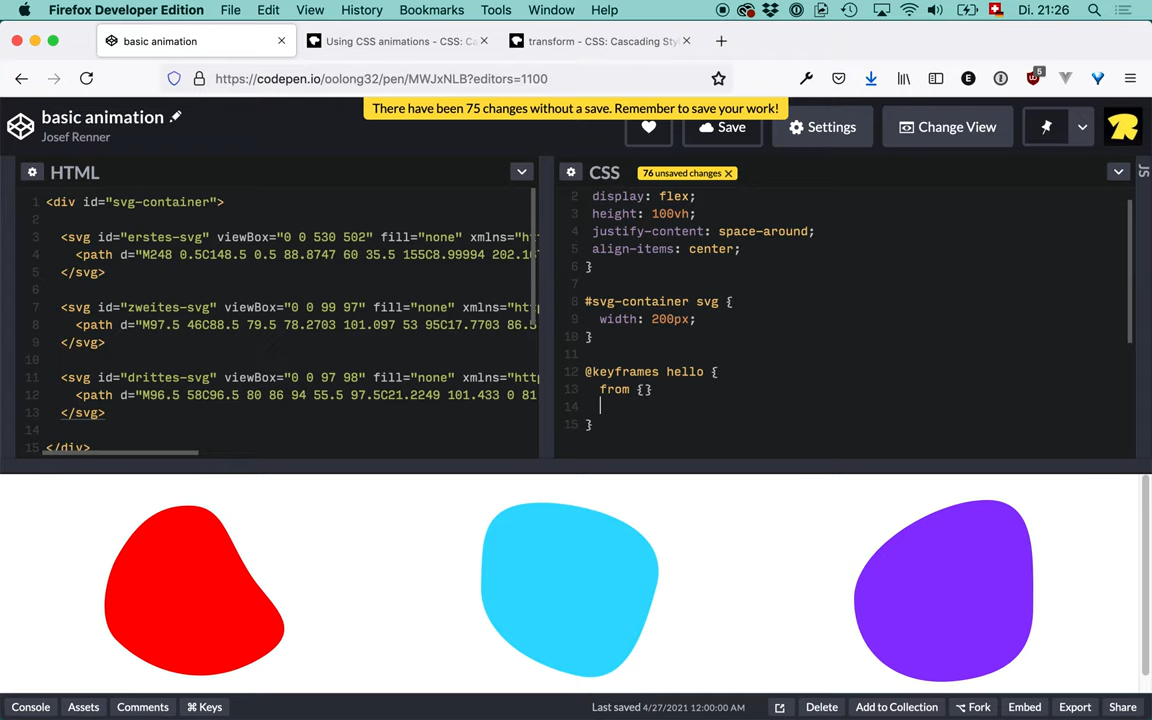 Firefox Developer Edition File Edit View History Bookmarks Tools Window Help Di. 21:26
basic animation
Using CSS animations - CSS: Ca
transform - CSS: Cascading Sty
https://codepen.io/oolong32/pen/MWJxNLB?editors=1100
5
There have been 75 changes without a save. Remember to save your work!
basic animation
Josef Renner
Save
Settings
Change View
HTML
1 <div id="svg-container">
2
3 <svg id="erstes-svg" viewBox="0 0 530 502" fill="none" xmlns="ht
4 <path d="M248 0.5C148.5 0.5 88.8747 60 35.5 155C8.99994 202.16
5 </svg>
6
7 <svg id="zweites-svg" viewBox="0 0 99 97" fill="none" xmlns="http
8 <path d="M97.5 46C88.5 79.5 78.2703 101.097 53 95C17.7703 86.5
9 </svg>
10
11 <svg id="drittes-svg" viewBox="0 0 97 98" fill="none" xmlns="http
12 <path d="M96.5 58C96.5 80 86 94 55.5 97.5C21.2249 101.433 0 81
13 </svg>
14
15 </div>
CSS
76 unsaved changes
JS
2 display: flex;
3 height: 100vh;
4 justify-content: space-around;
5 align-items: center;
6 }
7
8 #svg-container svg {
9 width: 200px;
10 }
11
12 @keyframes hello {
13 from {}
14
15 }
Console
Assets
Comments
⌘ Keys
Last saved 4/27/2021 12:00:00 AM
Delete
Add to Collection
Fork
Embed
Export
Share